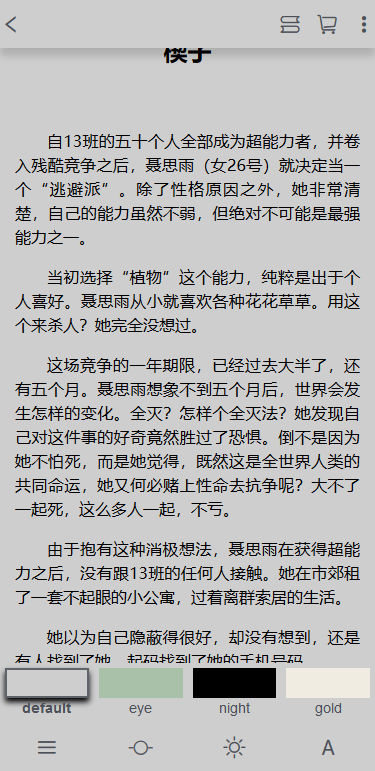 楔子
自13班的五十个人全部成为超能力者，并卷
入残酷竞争之后，聂思雨（女26号）就决定当一
个“逃避派”。除了性格原因之外，她非常清
楚，自己的能力虽然不弱，但绝对不可能是最强
能力之一。
当初选择“植物”这个能力，纯粹是出于个
人喜好。聂思雨从小就喜欢各种花花草草。用这
个来杀人？她完全没想过。
这场竞争的一年期限，已经过去大半了，还
有五个月。聂思雨想象不到五个月后，世界会发
生怎样的变化。全灭？怎样个全灭法？她发现自
己对这件事的好奇竟然胜过了恐惧。倒不是因为
她不怕死，而是她觉得，既然这是全世界人类的
共同命运，她又何必赌上性命去抗争呢？大不了
一起死，这么多人一起，不亏。
由于抱有这种消极想法，聂思雨在获得超能
力之后，没有跟13班的任何人接触。她在市郊租
了一套不起眼的小公寓，过着离群索居的生活。
她以为自己隐蔽得很好，却没有想到，还是
有人找到了她，起码找到了她的手机号码
default eye night gold
A